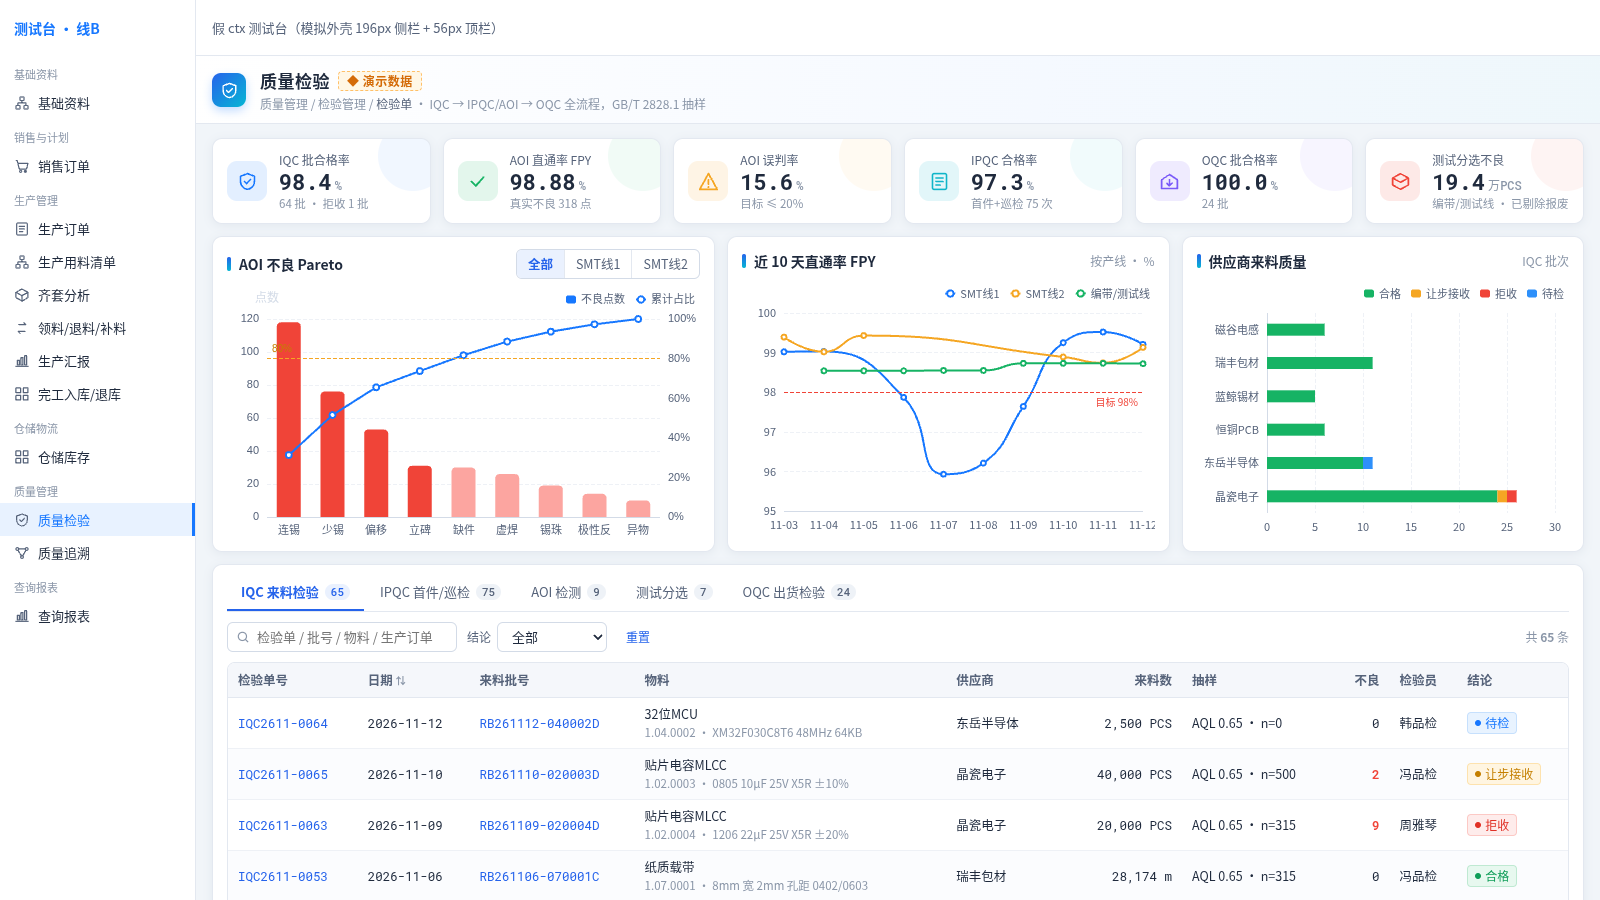 测试台 · 线B
基础资料
基础资料
销售与计划
销售订单
生产管理
生产订单
生产用料清单
齐套分析
领料/退料/补料
生产汇报
完工入库/退库
仓储物流
仓储库存
质量管理
质量检验
质量追溯
查询报表
查询报表
假 ctx 测试台（模拟外壳 196px 侧栏 + 56px 顶栏）
质量检验 ◆ 演示数据
质量管理 / 检验管理 / 检验单 · IQC → IPQC/AOI → OQC 全流程，GB/T 2828.1 抽样
IQC 批合格率
98.4 %
64 批 · 拒收 1 批
AOI 直通率 FPY
98.88 %
真实不良 318 点
AOI 误判率
15.6 %
目标 ≤ 20%
IPQC 合格率
97.3 %
首件+巡检 75 次
OQC 批合格率
100.0 %
24 批
测试分选不良
19.4 万PCS
编带/测试线 · 已剔除报废
AOI 不良 Pareto
全部 SMT线1 SMT线2
点数
不良点数 累计占比
120
100
80
60
40
20
0
80%
100%
80%
60%
40%
20%
0%
连锡 少锡 偏移 立碑 缺件 虚焊 锡珠 极性反 异物
近 10 天直通率 FPY
按产线 · %
SMT线1 SMT线2 编带/测试线
100
99
98
97
96
95
目标 98%
11-03 11-04 11-05 11-06 11-07 11-08 11-09 11-10 11-11 11-12
供应商来料质量
IQC 批次
合格 让步接收 拒收 待检
磁谷电感
瑞丰包材
蓝鲸锡材
恒铜PCB
东岳半导体
晶瓷电子
0 5 10 15 20 25 30
IQC 来料检验 65 IPQC 首件/巡检 75 AOI 检测 9 测试分选 7 OQC 出货检验 24
检验单 / 批号 / 物料 / 生产订单 结论 全部 重置 共 65 条
检验单号 日期 ⇅ 来料批号 物料 供应商 来料数 抽样 不良 检验员 结论
IQC2611-0064 2026-11-12 RB261112-040002D 32位MCU 东岳半导体 2,500 PCS AQL 0.65 · n=0 0 韩品检 待检
1.04.0002 · XM32F030C8T6 48MHz 64KB
IQC2611-0065 2026-11-10 RB261110-020003D 贴片电容MLCC 晶瓷电子 40,000 PCS AQL 0.65 · n=500 2 冯品检 让步接收
1.02.0003 · 0805 10μF 25V X5R ±10%
IQC2611-0063 2026-11-09 RB261109-020004D 贴片电容MLCC 晶瓷电子 20,000 PCS AQL 0.65 · n=315 9 周雅琴 拒收
1.02.0004 · 1206 22μF 25V X5R ±20%
IQC2611-0053 2026-11-06 RB261106-070001C 纸质载带 瑞丰包材 28,174 m AQL 0.65 · n=315 0 冯品检 合格
1.07.0001 · 8mm 宽 2mm 孔距 0402/0603